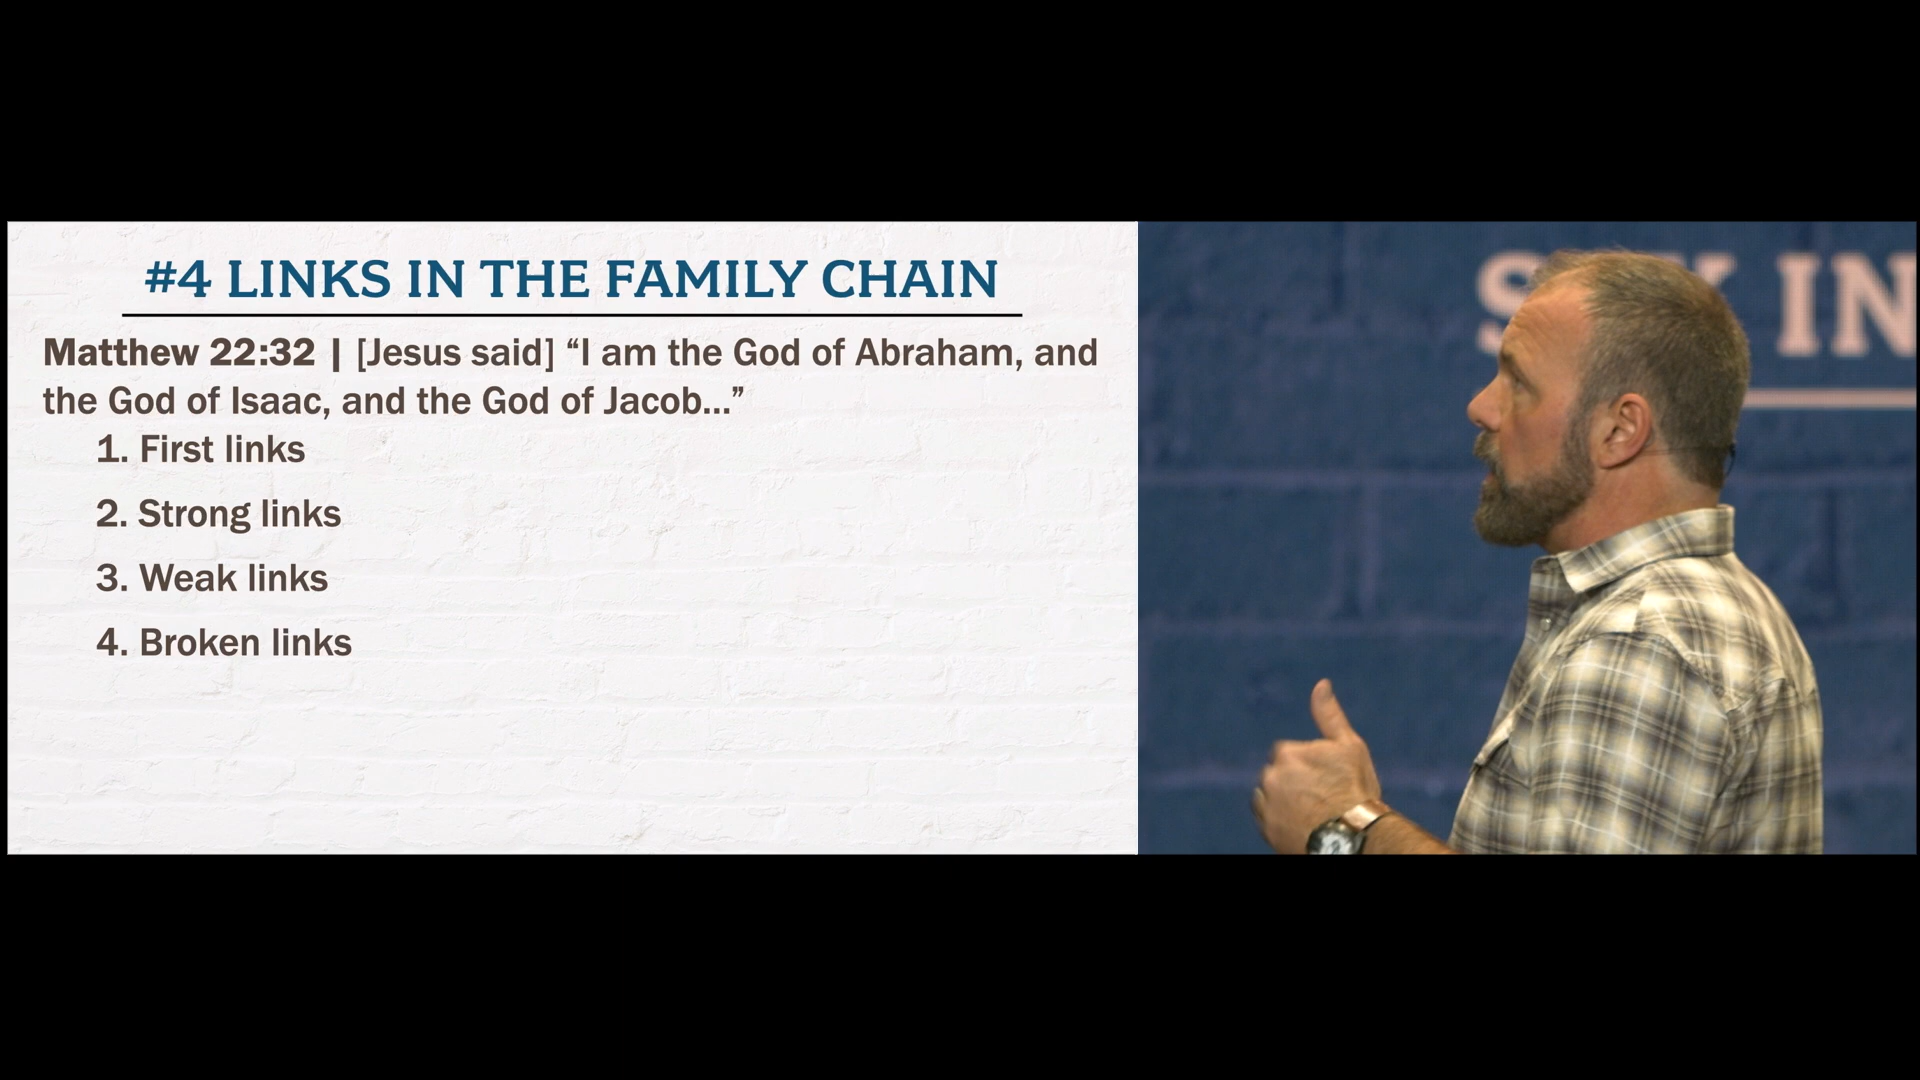 #4 LINKS IN THE FAMILY CHAIN
Matthew 22:32 | [Jesus said] “I am the God of Abraham, and
the God of Isaac, and the God of Jacob...”
1. First links
2. Strong links
3. Weak links
4. Broken links
IN